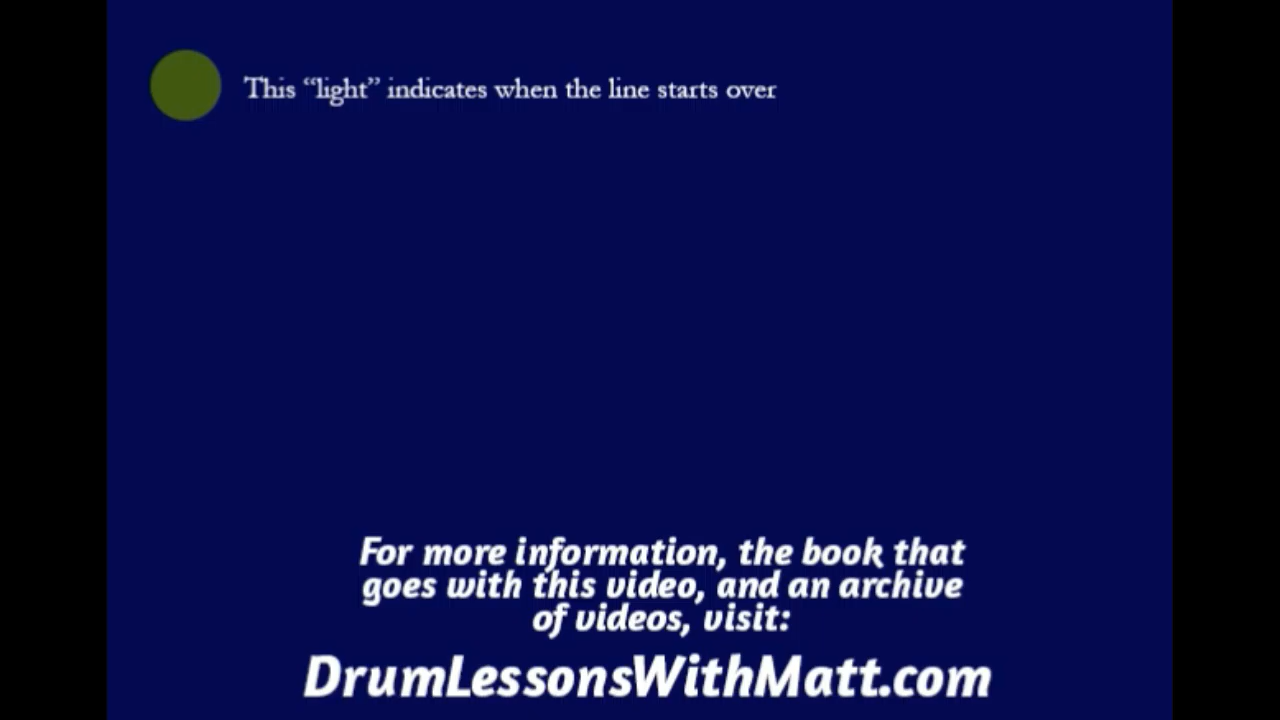 This “light” indicates when the line starts over
For more information, the book that
goes with this video, and an archive
of videos, visit:
DrumLessonsWithMatt.com